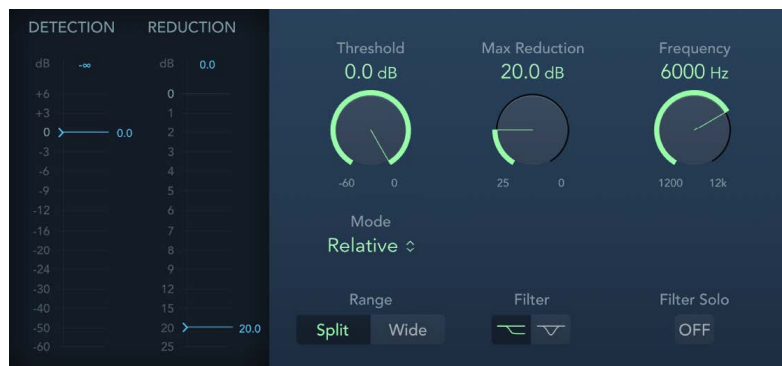 DETECTION REDUCTION
dB -∞ dB 0.0
+6 0
+3 1
0 0.0 2
-3 3
-6 4
-9 5
-12 6
-16 7
-20 8
-24 9
-30 12
-40 15
-50 20 20.0
-60 25
Threshold Max Reduction Frequency
0.0 dB 20.0 dB 6000 Hz
-60 0 25 0 1200 12k
Mode
Relative
Range Filter Filter Solo
Split Wide OFF